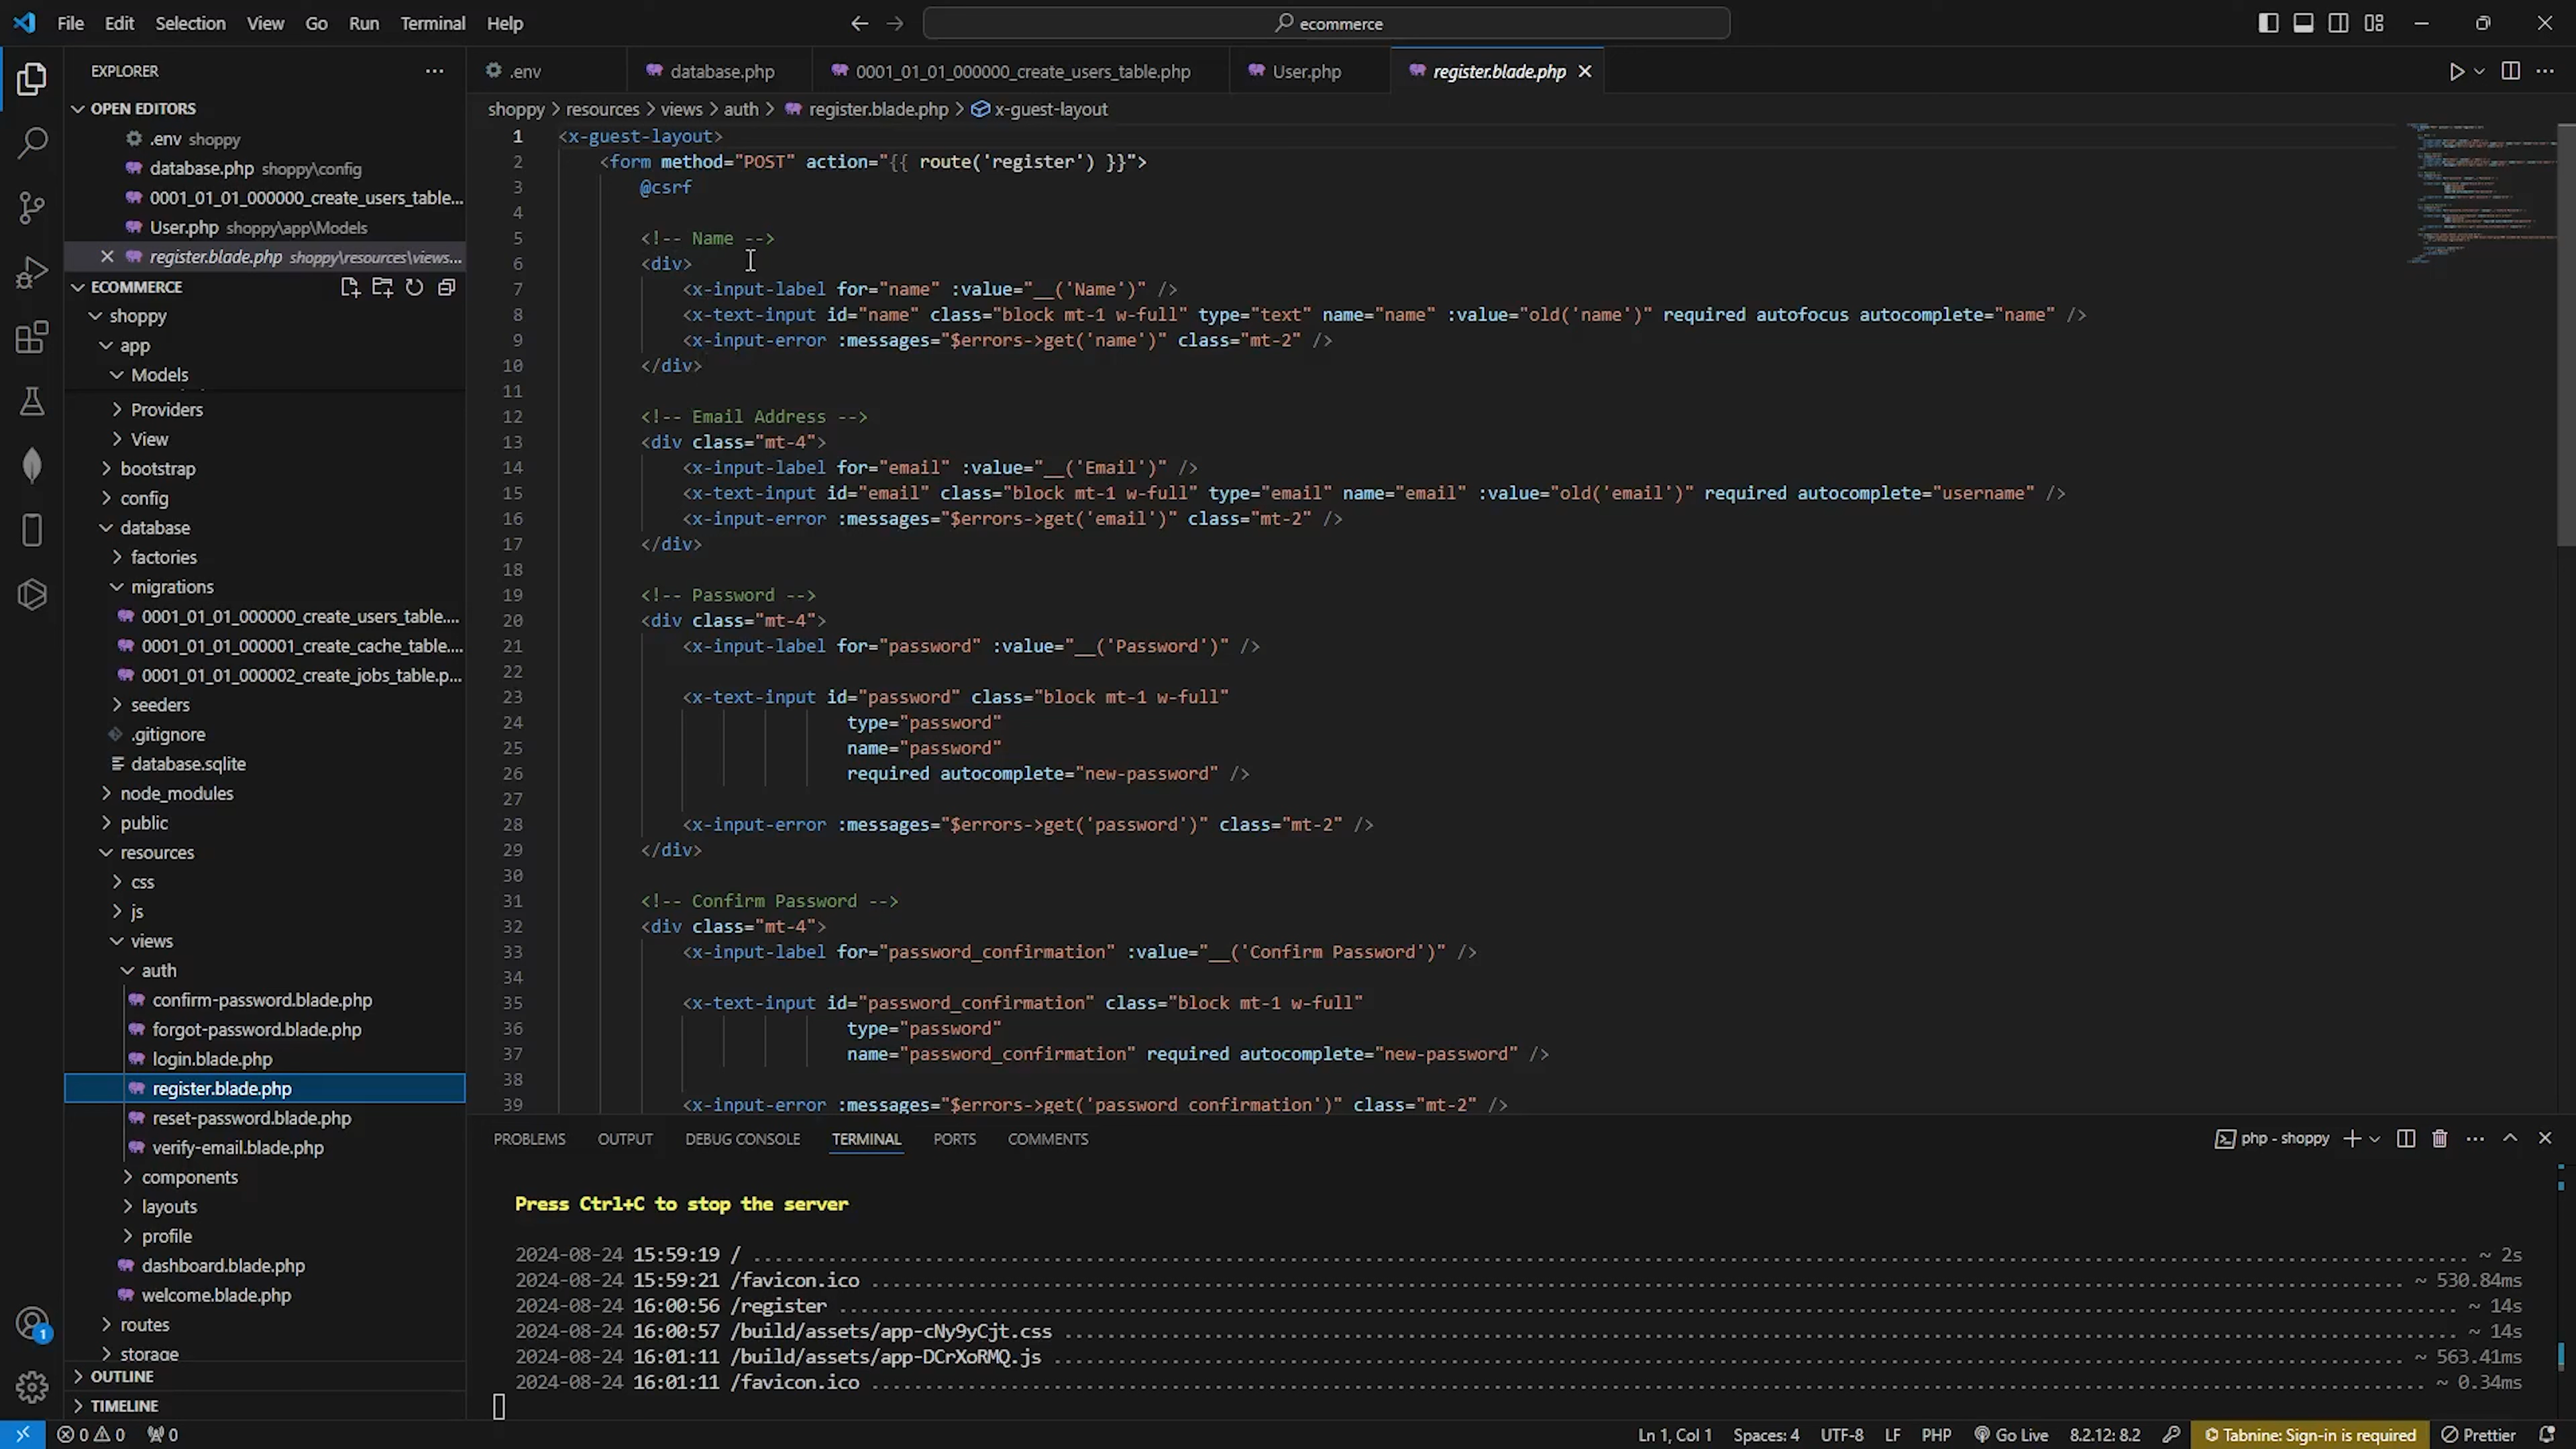 File Edit Selection View Go Run Terminal Help
ecommerce
EXPLORER
.env
database.php
0001_01_01_000000_create_users_table.php
User.php
register.blade.php
OPEN EDITORS
.env shoppy
database.php shoppy\config
0001_01_01_000000_create_users_table...
User.php shoppy\app\Models
register.blade.php shoppy\resources\views...
ECOMMERCE
shoppy
app
Models
Providers
View
bootstrap
config
database
factories
migrations
0001_01_01_000000_create_users_table....
0001_01_01_000001_create_cache_table....
0001_01_01_000002_create_jobs_table.p...
seeders
.gitignore
database.sqlite
node_modules
public
resources
css
js
views
auth
confirm-password.blade.php
forgot-password.blade.php
login.blade.php
register.blade.php
reset-password.blade.php
verify-email.blade.php
components
layouts
profile
dashboard.blade.php
welcome.blade.php
routes
storage
OUTLINE
TIMELINE
shoppy > resources > views > auth > register.blade.php > x-guest-layout
1 <x-guest-layout>
2 <form method="POST" action="{{ route('register') }}">
3 @csrf
4
5 <!-- Name -->
6 <div>
7 <x-input-label for="name" :value="__('Name')" />
8 <x-text-input id="name" class="block mt-1 w-full" type="text" name="name" :value="old('name')" required autofocus autocomplete="name" />
9 <x-input-error :messages="$errors->get('name')" class="mt-2" />
10 </div>
11
12 <!-- Email Address -->
13 <div class="mt-4">
14 <x-input-label for="email" :value="__('Email')" />
15 <x-text-input id="email" class="block mt-1 w-full" type="email" name="email" :value="old('email')" required autocomplete="username" />
16 <x-input-error :messages="$errors->get('email')" class="mt-2" />
17 </div>
18
19 <!-- Password -->
20 <div class="mt-4">
21 <x-input-label for="password" :value="__('Password')" />
22
23 <x-text-input id="password" class="block mt-1 w-full"
24 type="password"
25 name="password"
26 required autocomplete="new-password" />
27
28 <x-input-error :messages="$errors->get('password')" class="mt-2" />
29 </div>
30
31 <!-- Confirm Password -->
32 <div class="mt-4">
33 <x-input-label for="password_confirmation" :value="__('Confirm Password')" />
34
35 <x-text-input id="password_confirmation" class="block mt-1 w-full"
36 type="password"
37 name="password_confirmation" required autocomplete="new-password" />
38
39 <x-input-error :messages="$errors->get('password_confirmation')" class="mt-2" />
PROBLEMS OUTPUT DEBUG CONSOLE TERMINAL PORTS COMMENTS
php - shoppy
Press Ctrl+C to stop the server
2024-08-24 15:59:19 / ........ ~ 2s
2024-08-24 15:59:21 /favicon.ico ........ ~ 530.84ms
2024-08-24 16:00:56 /register ........ ~ 14s
2024-08-24 16:00:57 /build/assets/app-cNy9yCjt.css ........ ~ 14s
2024-08-24 16:01:11 /build/assets/app-DCrXoRMQ.js ........ ~ 563.41ms
2024-08-24 16:01:11 /favicon.ico ........ ~ 0.34ms
1
0 0 0
Ln 1, Col 1 Spaces: 4 UTF-8 LF PHP Go Live 8.2.12: 8.2 Tabnine: Sign-in is required Prettier